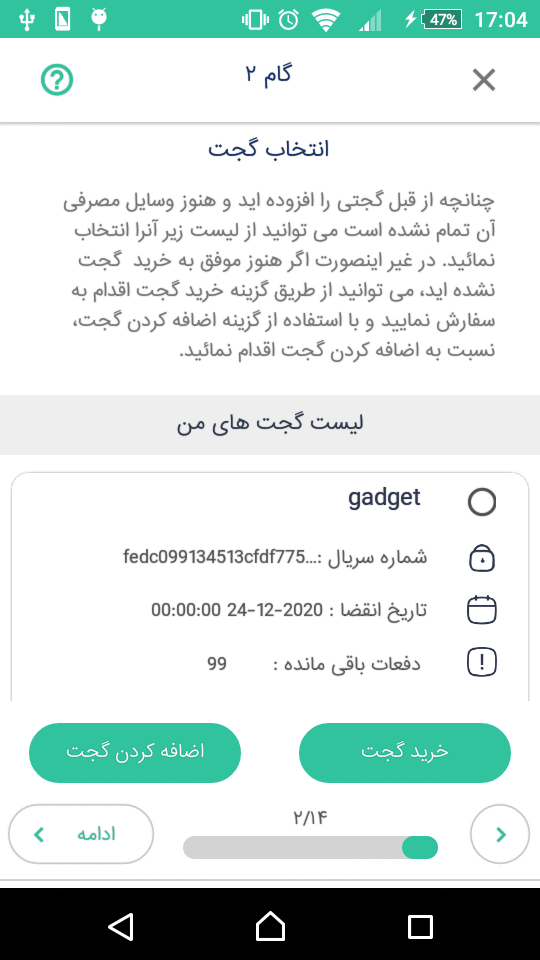 47% 17:04
گام ۲
انتخاب گجت
چنانچه از قبل گجتی را افزوده اید و هنوز وسایل مصرفی
آن تمام نشده است می توانید از لیست زیر آنرا انتخاب
نمائید. در غیر اینصورت اگر هنوز موفق به خرید گجت
نشده اید، می توانید از طریق گزینه خرید گجت اقدام به
سفارش نمایید و با استفاده از گزینه اضافه کردن گجت،
نسبت به اضافه کردن گجت اقدام نمائید.
لیست گجت های من
gadget
شماره سریال :fedc099134513cfdf775...
تاریخ انقضا : 2020-12-24 00:00:00
دفعات باقی مانده : 99
خرید گجت
اضافه کردن گجت
۲/۱۴
ادامه